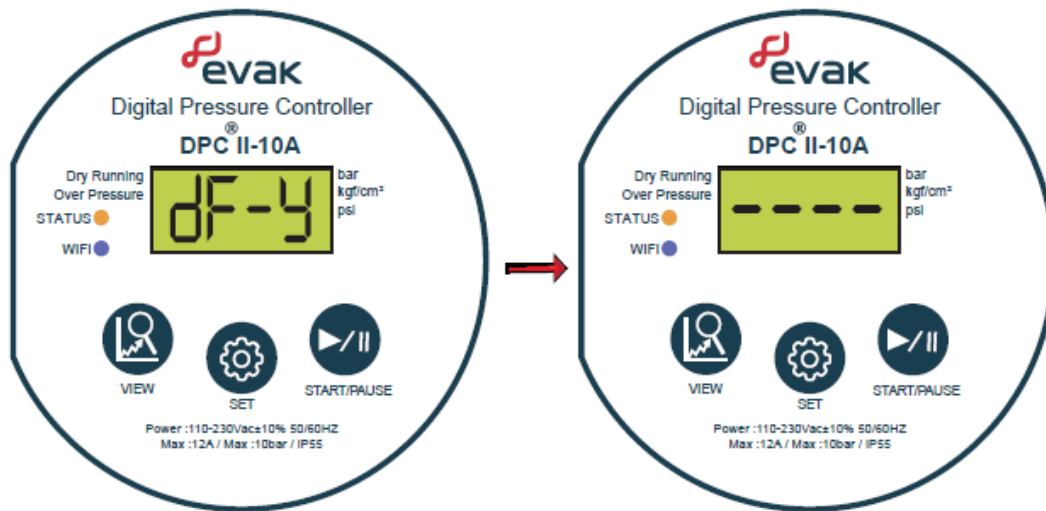 evak
Digital Pressure Controller
®
DPC II-10A
Dry Running
Over Pressure
STATUS
WIFI
dF-y
bar
kgf/cm²
psi
VIEW
SET
START/PAUSE
Power :110-230Vac±10% 50/60HZ
Max :12A / Max :10bar / IP55
evak
Digital Pressure Controller
®
DPC II-10A
Dry Running
Over Pressure
STATUS
WIFI
----
bar
kgf/cm²
psi
VIEW
SET
START/PAUSE
Power :110-230Vac±10% 50/60HZ
Max :12A / Max :10bar / IP55